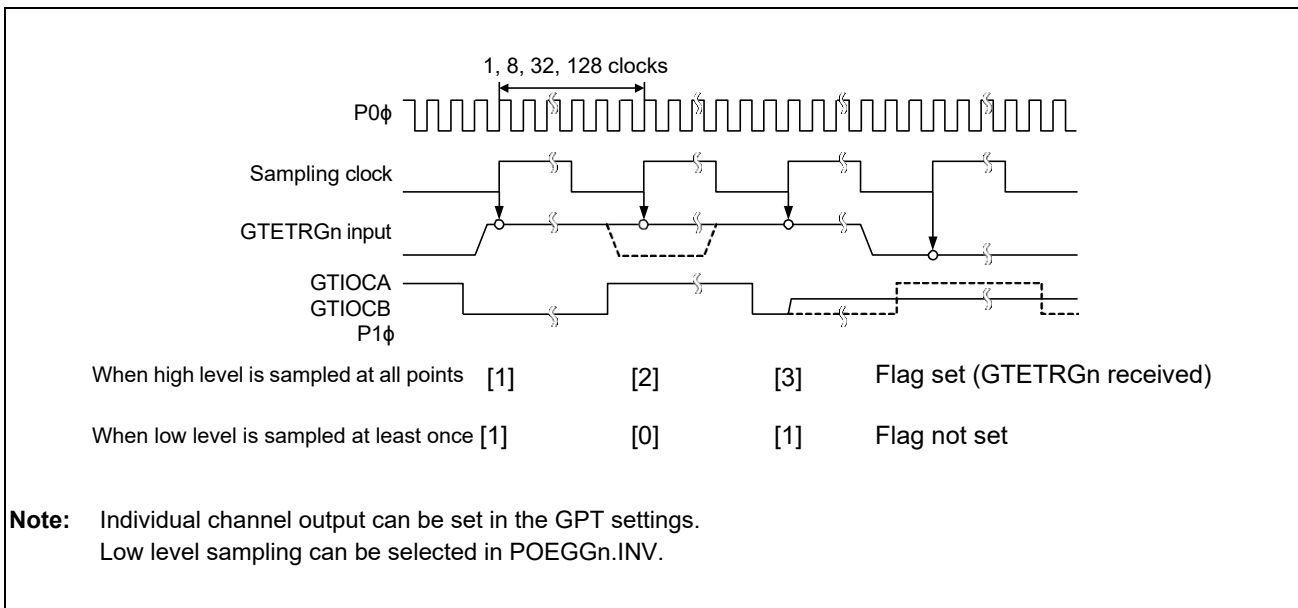 1, 8, 32, 128 clocks
P0ϕ
Sampling clock
GTETRGn input
GTIOCA
GTIOCB
P1ϕ
When high level is sampled at all points [1] [2] [3] Flag set (GTETRGn received)
When low level is sampled at least once [1] [0] [1] Flag not set
Note: Individual channel output can be set in the GPT settings.
Low level sampling can be selected in POEGGn.INV.